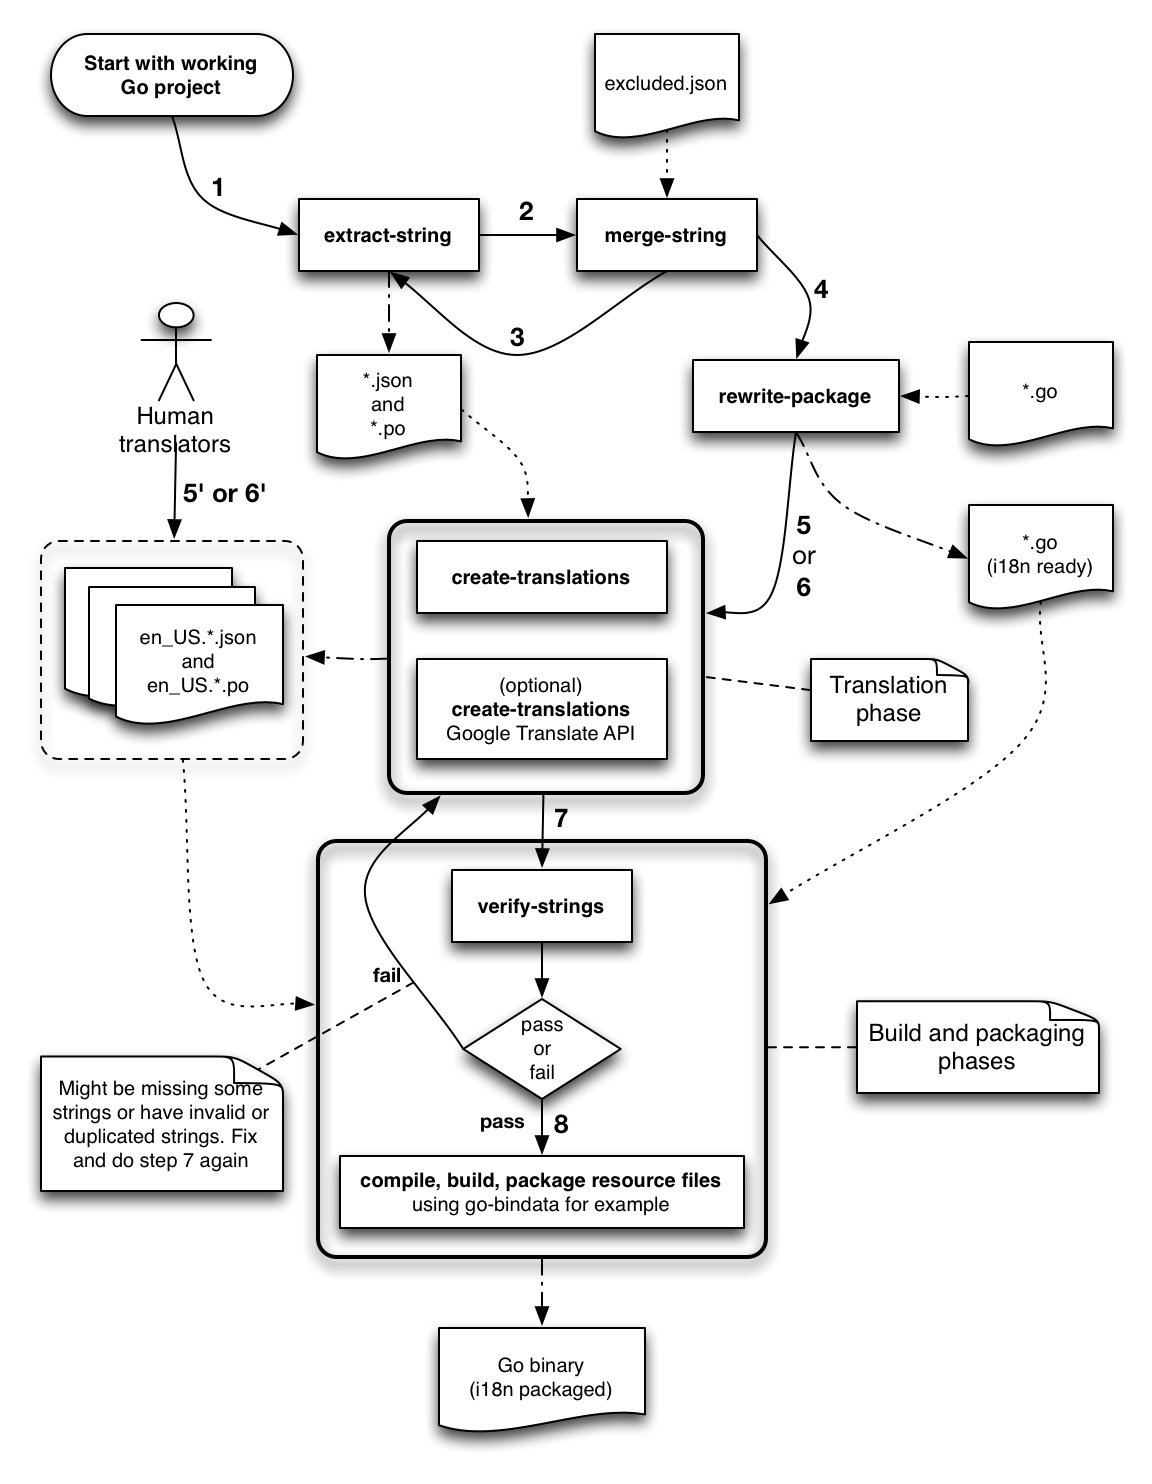 Start with working
Go project
excluded.json
1
extract-string
2
merge-string
3
4
*.json
and
*.po
rewrite-package
*.go
Human
translators
5' or 6'
5
or
6
*.go
(i18n ready)
create-translations
en_US.*.json
and
en_US.*.po
(optional)
create-translations
Google Translate API
Translation
phase
7
verify-strings
fail
pass
or
fail
Build and packaging
phases
Might be missing some
strings or have invalid or
duplicated strings. Fix
and do step 7 again
pass
8
compile, build, package resource files
using go-bindata for example
Go binary
(i18n packaged)